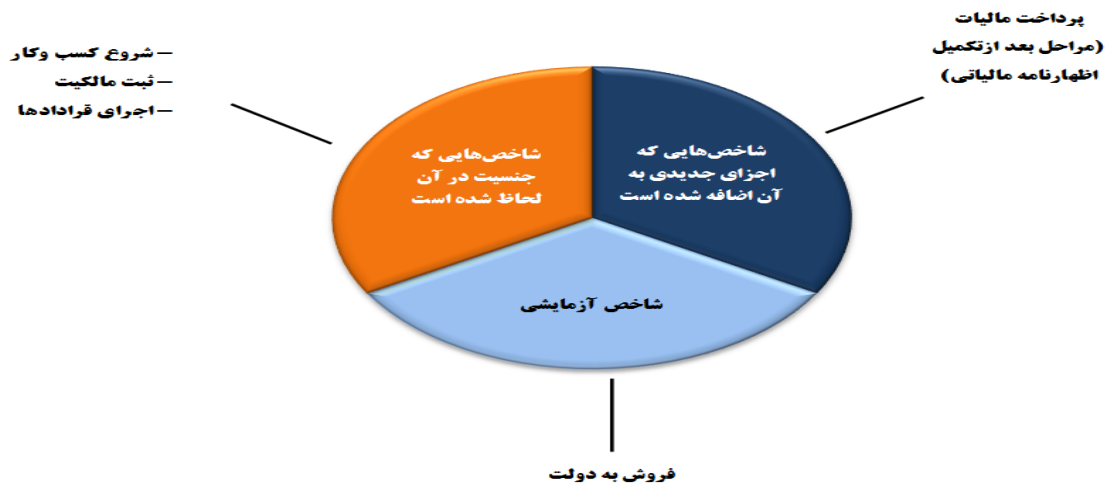 پرداخت مالیات
(مراحل بعد ازتکمیل
اظهارنامه مالیاتی)
شاخص‌هایی که
اجزای جدیدی به
آن اضافه شده است
– شروع کسب وکار
– ثبت مالکیت
– اجرای قرادادها
شاخص‌هایی که
جنسیت در آن
لحاظ شده است
شاخص آزمایشی
فروش به دولت